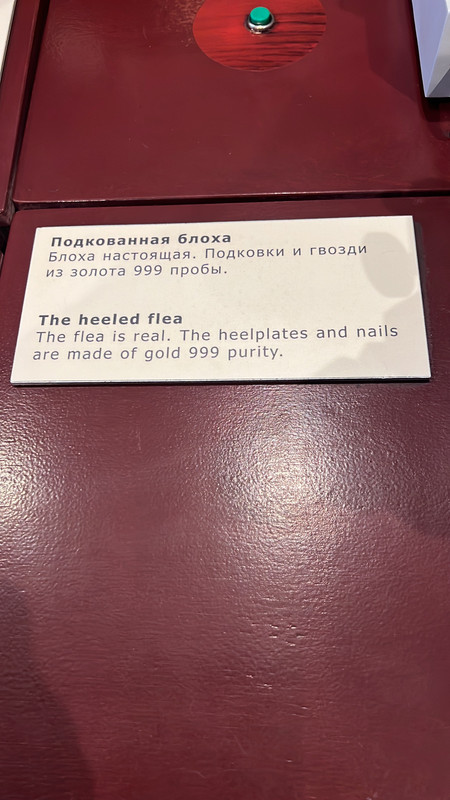 Подкованная блоха
Блоха настоящая. Подковки и гвозди
из золота 999 пробы.
The heeled flea
The flea is real. The heelplates and nails
are made of gold 999 purity.